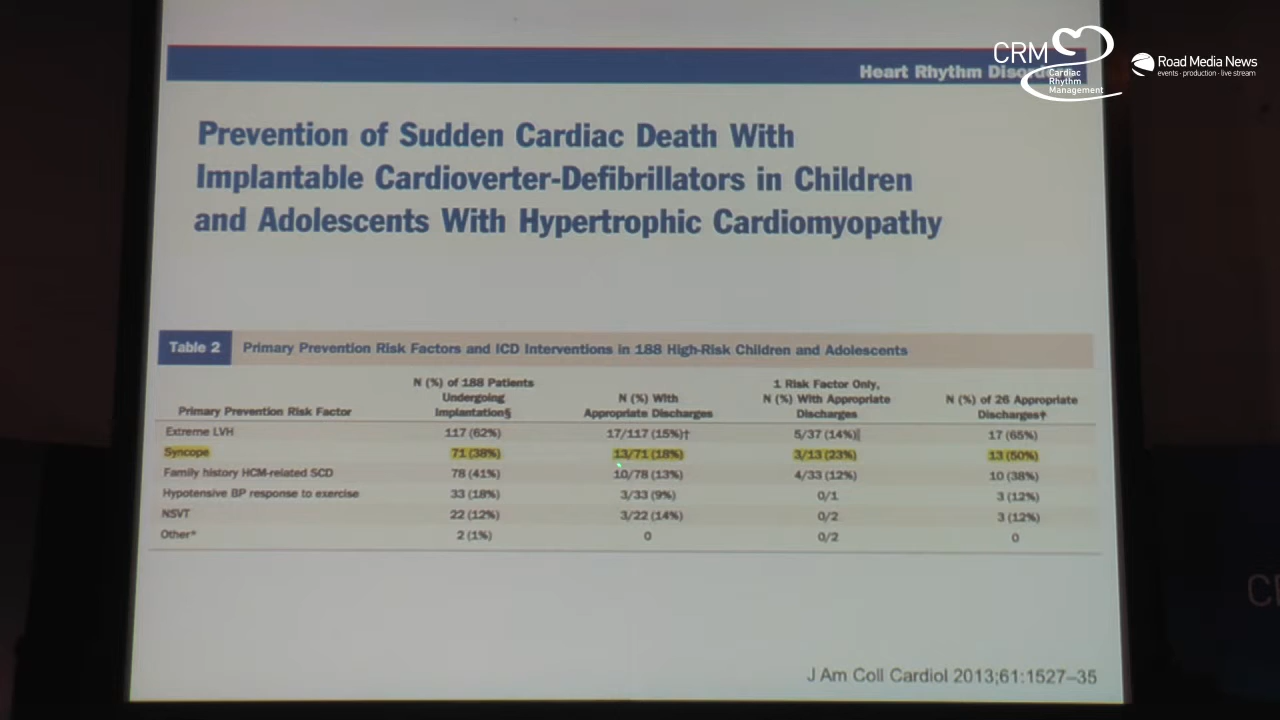 CRM
Cardiac
Rhythm
Management
Road Media News
events · production · live stream
Heart Rhythm
Prevention of Sudden Cardiac Death With
Implantable Cardioverter-Defibrillators in Children
and Adolescents With Hypertrophic Cardiomyopathy
Table 2 Primary Prevention Risk Factors and ICD Interventions in 188 High-Risk Children and Adolescents
Primary Prevention Risk Factor N (%) of 188 Patients Undergoing Implantation§ N (%) With Appropriate Discharges 1 Risk Factor Only, N (%) With Appropriate Discharges N (%) of 26 Appropriate Discharges†
Extreme LVH 117 (62%) 17/117 (15%)† 5/37 (14%)‖ 17 (65%)
Syncope 71 (38%) 13/71 (18%) 3/13 (23%) 13 (50%)
Family history HCM-related SCD 78 (41%) 10/78 (13%) 4/33 (12%) 10 (38%)
Hypotensive BP response to exercise 33 (18%) 3/33 (9%) 0/1 3 (12%)
NSVT 22 (12%) 3/22 (14%) 0/2 3 (12%)
Other* 2 (1%) 0 0/2 0
J Am Coll Cardiol 2013;61:1527–35